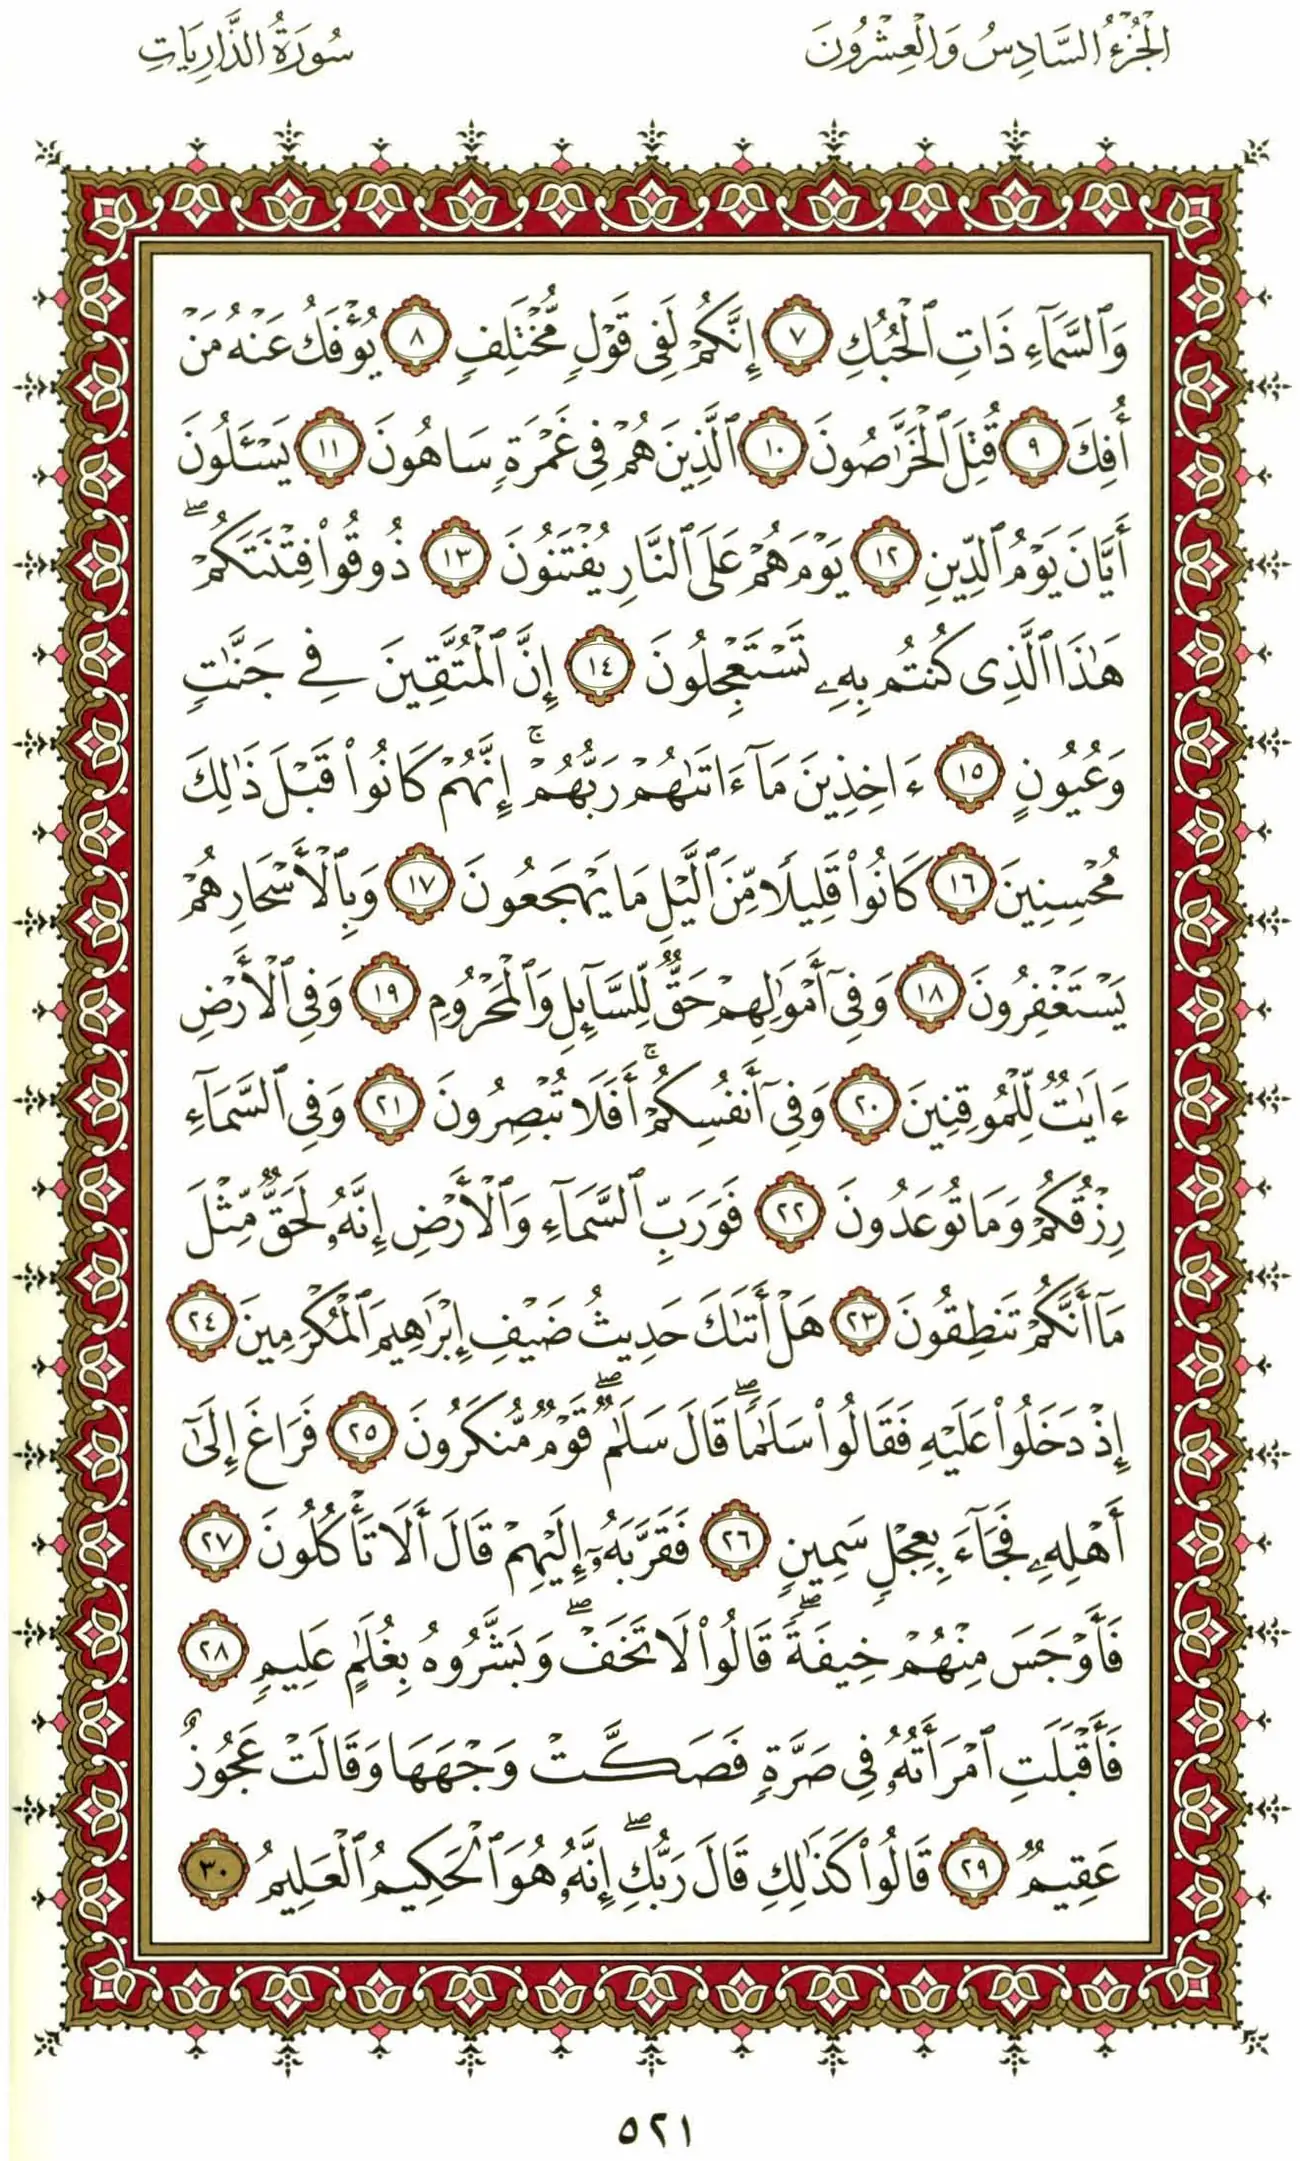 الجزء السادس والعشرون
سورة الذاريات
وَٱلسَّمَآءِ ذَاتِ ٱلْحُبُكِ ٧ إِنَّكُمْ لَفِى قَوْلٍ مُّخْتَلِفٍ ٨ يُؤْفَكُ عَنْهُ مَنْ
أُفِكَ ٩ قُتِلَ ٱلْخَرَّٰصُونَ ١٠ ٱلَّذِينَ هُمْ فِى غَمْرَةٍ سَاهُونَ ١١ يَسْـَٔلُونَ
أَيَّانَ يَوْمُ ٱلدِّينِ ١٢ يَوْمَ هُمْ عَلَى ٱلنَّارِ يُفْتَنُونَ ١٣ ذُوقُوا۟ فِتْنَتَكُمْ ۖ
هَٰذَا ٱلَّذِى كُنتُم بِهِۦ تَسْتَعْجِلُونَ ١٤ إِنَّ ٱلْمُتَّقِينَ فِى جَنَّٰتٍ
وَعُيُونٍ ١٥ ءَاخِذِينَ مَآ ءَاتَىٰهُمْ رَبُّهُمْ ۚ إِنَّهُمْ كَانُوا۟ قَبْلَ ذَٰلِكَ
مُحْسِنِينَ ١٦ كَانُوا۟ قَلِيلًا مِّنَ ٱلَّيْلِ مَا يَهْجَعُونَ ١٧ وَبِٱلْأَسْحَارِ هُمْ
يَسْتَغْفِرُونَ ١٨ وَفِىٓ أَمْوَٰلِهِمْ حَقٌّ لِّلسَّآئِلِ وَٱلْمَحْرُومِ ١٩ وَفِى ٱلْأَرْضِ
ءَايَٰتٌ لِّلْمُوقِنِينَ ٢٠ وَفِىٓ أَنفُسِكُمْ ۚ أَفَلَا تُبْصِرُونَ ٢١ وَفِى ٱلسَّمَآءِ
رِزْقُكُمْ وَمَا تُوعَدُونَ ٢٢ فَوَرَبِّ ٱلسَّمَآءِ وَٱلْأَرْضِ إِنَّهُۥ لَحَقٌّ مِّثْلَ
مَآ أَنَّكُمْ تَنطِقُونَ ٢٣ هَلْ أَتَىٰكَ حَدِيثُ ضَيْفِ إِبْرَٰهِيمَ ٱلْمُكْرَمِينَ ٢٤
إِذْ دَخَلُوا۟ عَلَيْهِ فَقَالُوا۟ سَلَٰمًا ۖ قَالَ سَلَٰمٌ ۖ قَوْمٌ مُّنكَرُونَ ٢٥ فَرَاغَ إِلَىٰٓ
أَهْلِهِۦ فَجَآءَ بِعِجْلٍ سَمِينٍ ٢٦ فَقَرَّبَهُۥٓ إِلَيْهِمْ قَالَ أَلَا تَأْكُلُونَ ٢٧
فَأَوْجَسَ مِنْهُمْ خِيفَةً ۖ قَالُوا۟ لَا تَخَفْ ۖ وَبَشَّرُوهُ بِغُلَٰمٍ عَلِيمٍ ٢٨
فَأَقْبَلَتِ ٱمْرَأَتُهُۥ فِى صَرَّةٍ فَصَكَّتْ وَجْهَهَا وَقَالَتْ عَجُوزٌ
عَقِيمٌ ٢٩ قَالُوا۟ كَذَٰلِكِ قَالَ رَبُّكِ ۖ إِنَّهُۥ هُوَ ٱلْحَكِيمُ ٱلْعَلِيمُ ٣٠
٥٢١